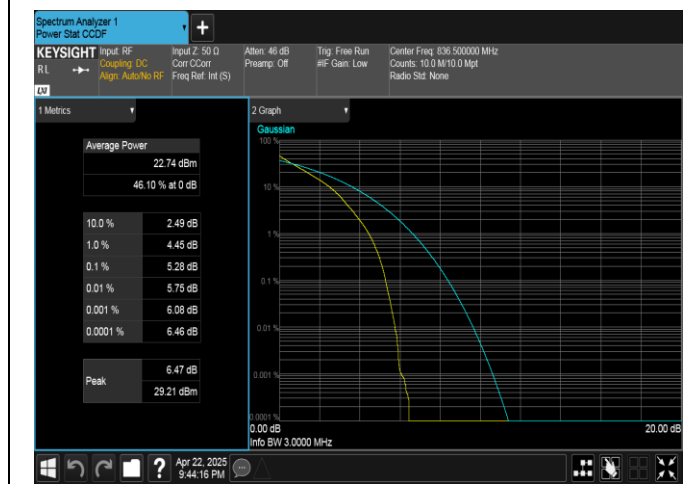 Spectrum Analyzer 1
Power Stat CCDF
+
KEYSIGHT
Input: RF
Coupling: DC
Align: Auto/No RF
Input Z: 50 Ω
Corr CCorr
Freq Ref: Int (S)
Atten: 46 dB
Preamp: Off
Trig: Free Run
#IF Gain: Low
Center Freq: 836.500000 MHz
Counts: 10.0 M/10.0 Mpt
Radio Std: None
R L
LXI
1 Metrics
Average Power
22.74 dBm
46.10 % at 0 dB
10.0 % 2.49 dB
1.0 % 4.45 dB
0.1 % 5.28 dB
0.01 % 5.75 dB
0.001 % 6.08 dB
0.0001 % 6.46 dB
Peak
6.47 dB
29.21 dBm
2 Graph
Gaussian
100 %
10 %
1 %
0.1 %
0.01 %
0.001 %
0.0001 %
0.00 dB 20.00 dB
Info BW 3.0000 MHz
?
Apr 22, 2025
9:44:16 PM